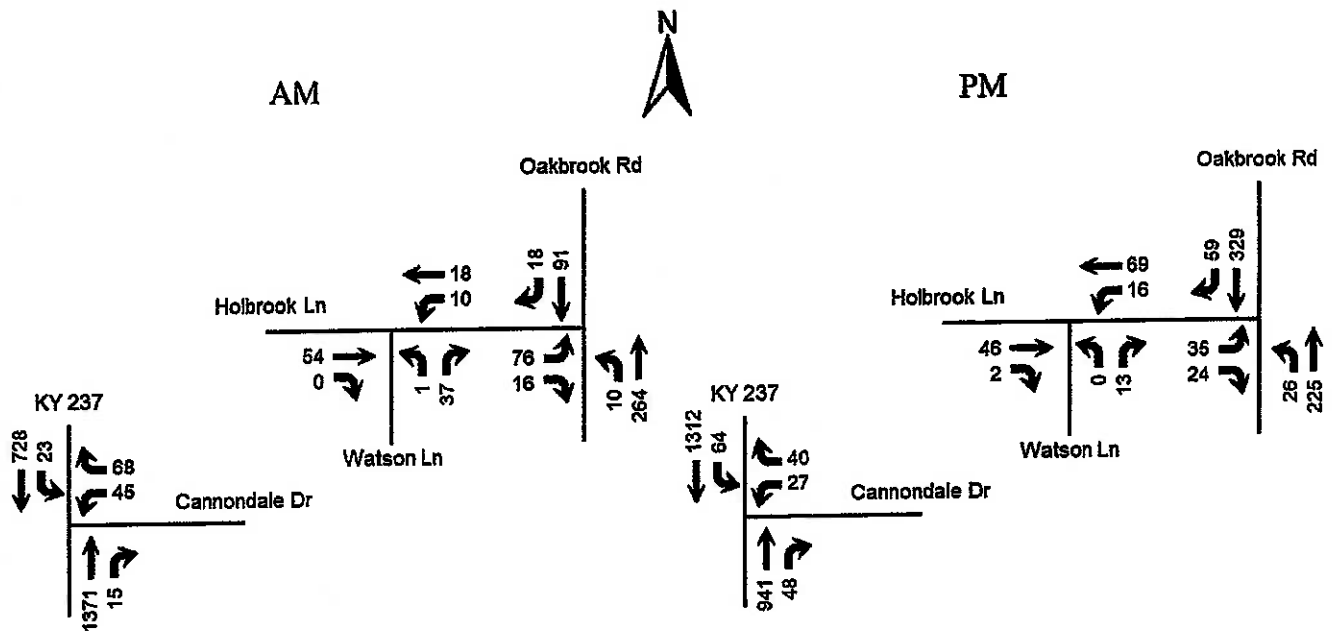 N
AM
PM
Oakbrook Rd
18
91
18
10
Holbrook Ln
54
0
1
37
76
16
10
264
Watson Ln
KY 237
728
23
68
45
Cannondale Dr
1371
15
Oakbrook Rd
59
329
69
16
Holbrook Ln
46
2
0
13
35
24
26
225
Watson Ln
KY 237
1312
64
40
27
Cannondale Dr
941
48